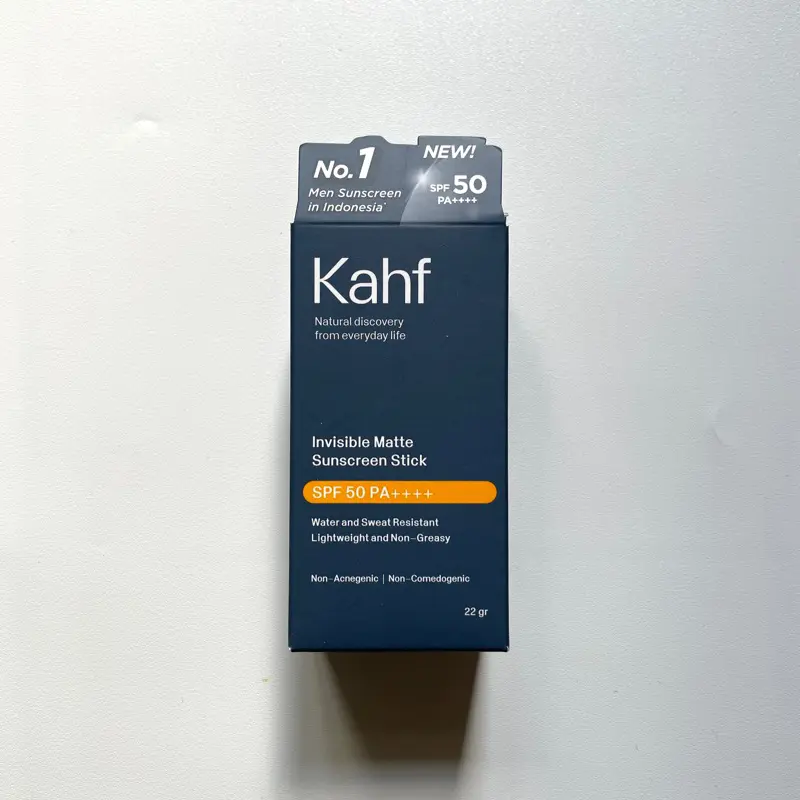 No.1
Men Sunscreen
in Indonesia*
NEW!
SPF 50
PA++++
Kahf
Natural discovery
from everyday life
Invisible Matte
Sunscreen Stick
SPF 50 PA++++
Water and Sweat Resistant
Lightweight and Non-Greasy
Non-Acnegenic | Non-Comedogenic
22 gr